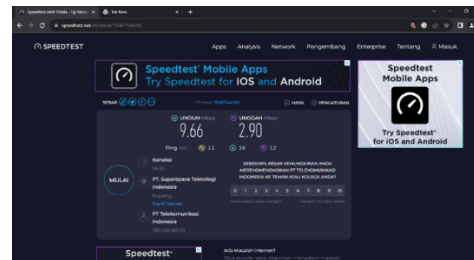 Speedtest oleh Ookla - Uji Kecep
Tab Baru
speedtest.net
SPEEDTEST
Apps
Analysis
Network
Pengembang
Enterprise
Tentang
Masuk
Speedtest® Mobile Apps
Try Speedtest for iOS and Android
HASIL
PENGATURAN
UNDUH Mbps
9.66
UNGGAH Mbps
2.90
Ping ms
11
16
12
MULAI
Koneksi
Multi
PT. Superspace Teknologi
Indonesia
Kupang
Ganti Server
PT Telekomunikasi
Indonesia
SEBERAPA BESAR KEMUNGKINAN ANDA
MEREKOMENDASIKAN PT TELEKOMUNIKASI
INDONESIA KE TEMAN ATAU KOLEGA ANDA?
0 1 2 3 4 5 6 7 8 9 10
Speedtest
Mobile Apps
Try Speedtest®
for iOS and Android
Speedtest®
Ada Masalah Internet?